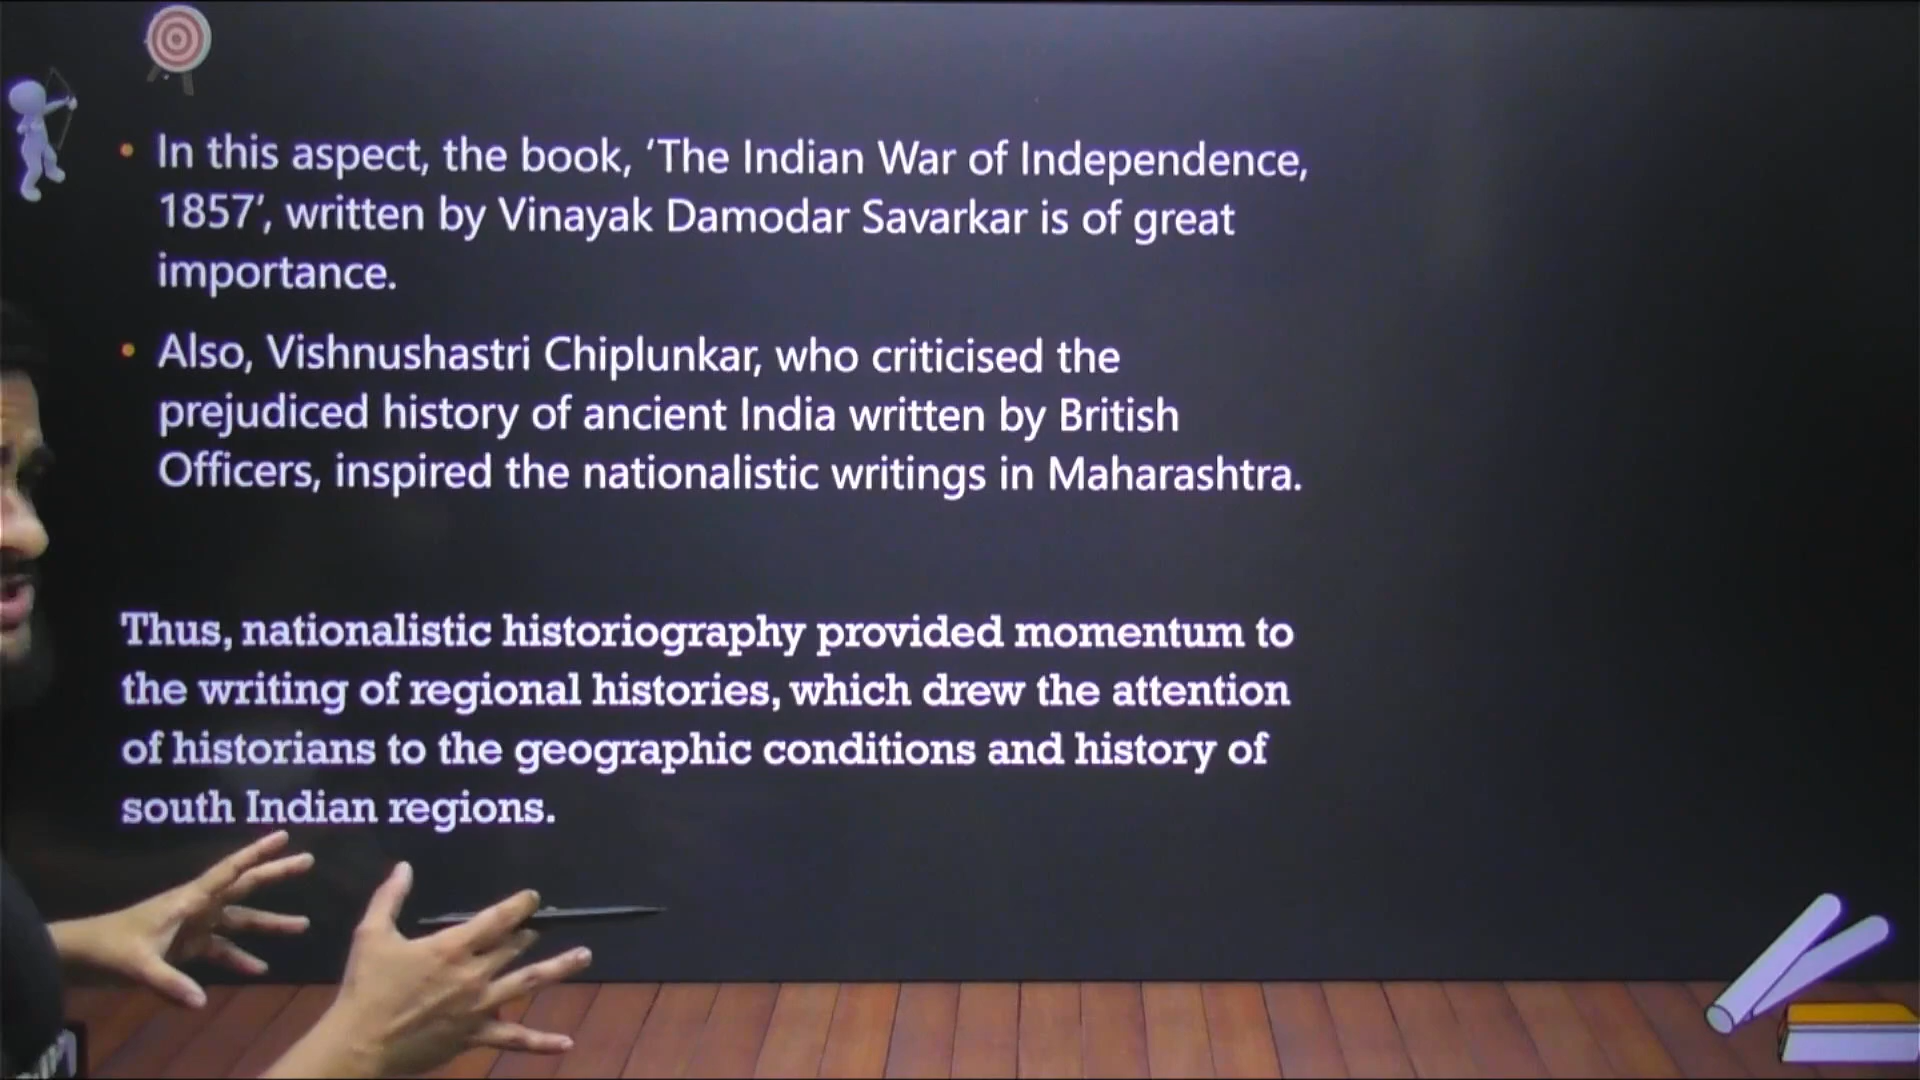 In this aspect, the book, ‘The Indian War of Independence,
1857’, written by Vinayak Damodar Savarkar is of great
importance.
Also, Vishnushastri Chiplunkar, who criticised the
prejudiced history of ancient India written by British
Officers, inspired the nationalistic writings in Maharashtra.
Thus, nationalistic historiography provided momentum to
the writing of regional histories, which drew the attention
of historians to the geographic conditions and history of
south Indian regions.